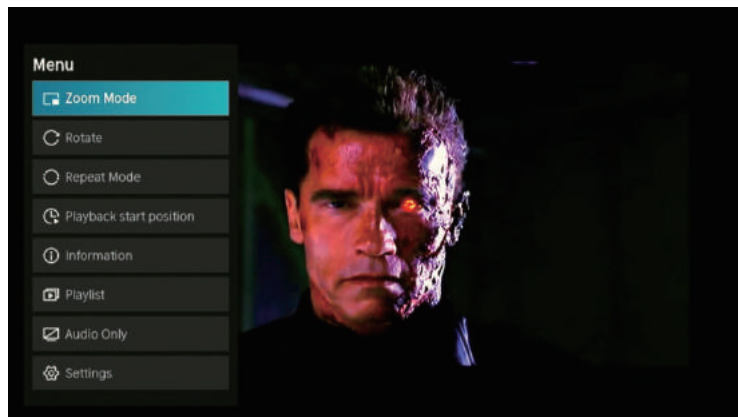 Menu
Zoom Mode
Rotate
Repeat Mode
Playback start position
Information
Playlist
Audio Only
Settings